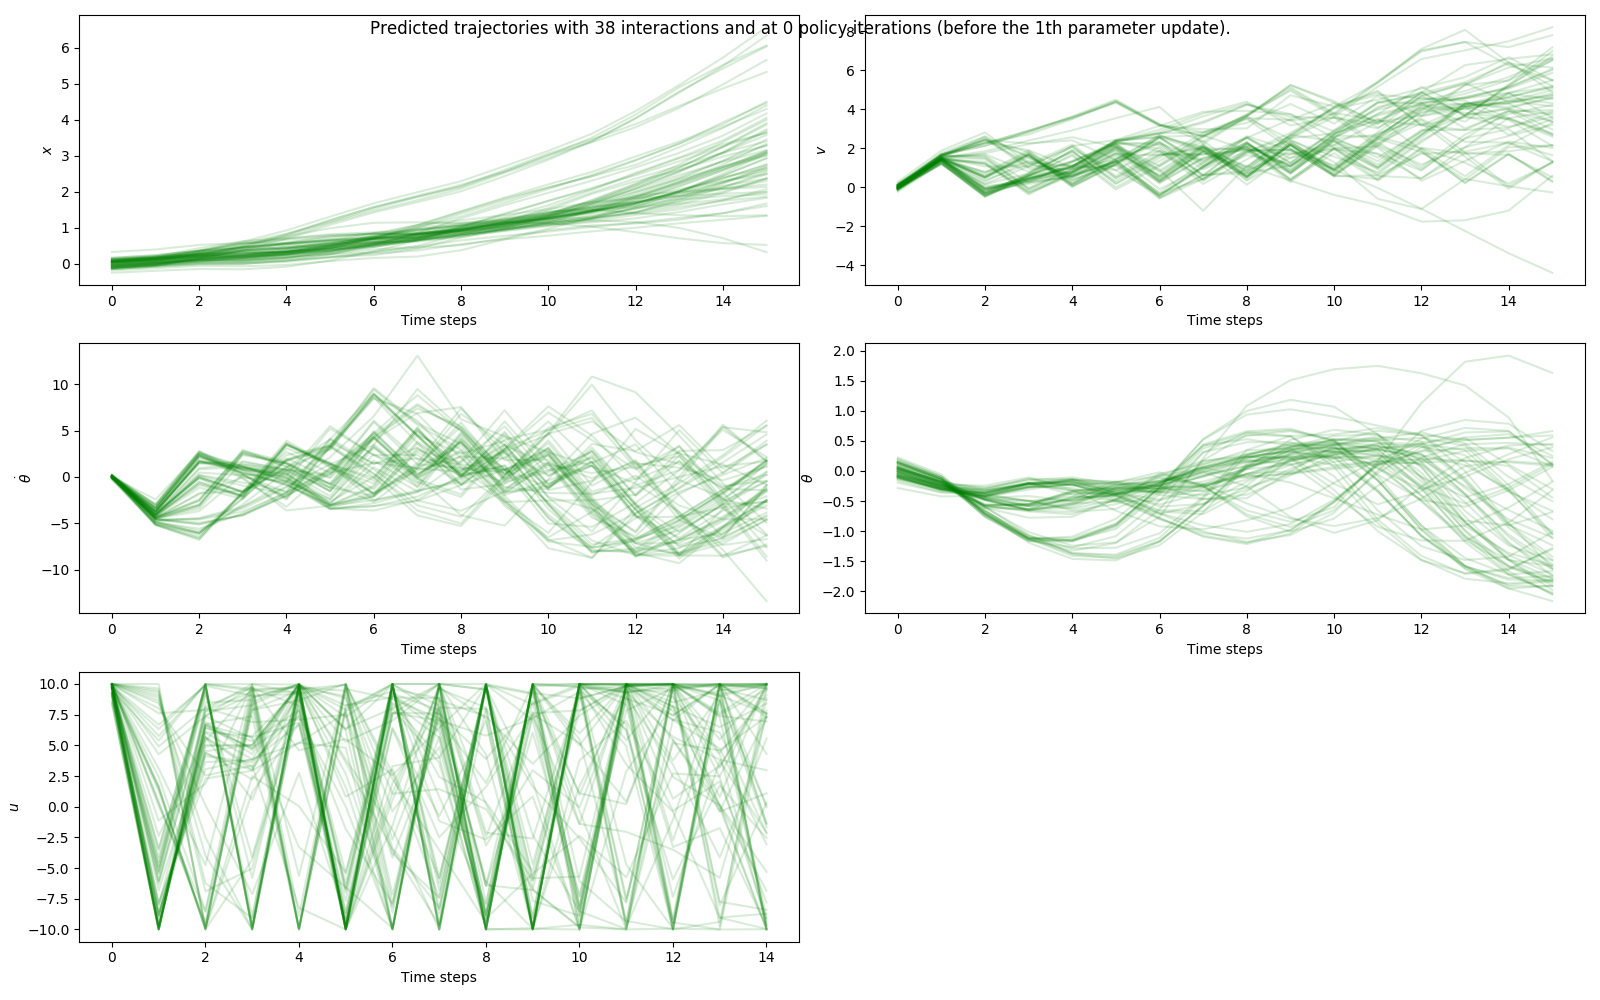 Predicted trajectories with 38 interactions and at 0 policy iterations (before the 1th parameter update).
6
5
4
3
2
1
0
x
0 2 4 6 8 10 12 14
Time steps
8
6
4
2
0
−2
−4
v
0 2 4 6 8 10 12 14
Time steps
10
5
0
−5
−10
θ̇
0 2 4 6 8 10 12 14
Time steps
2.0
1.5
1.0
0.5
0.0
−0.5
−1.0
−1.5
−2.0
θ
0 2 4 6 8 10 12 14
Time steps
10.0
7.5
5.0
2.5
0.0
−2.5
−5.0
−7.5
−10.0
u
0 2 4 6 8 10 12 14
Time steps